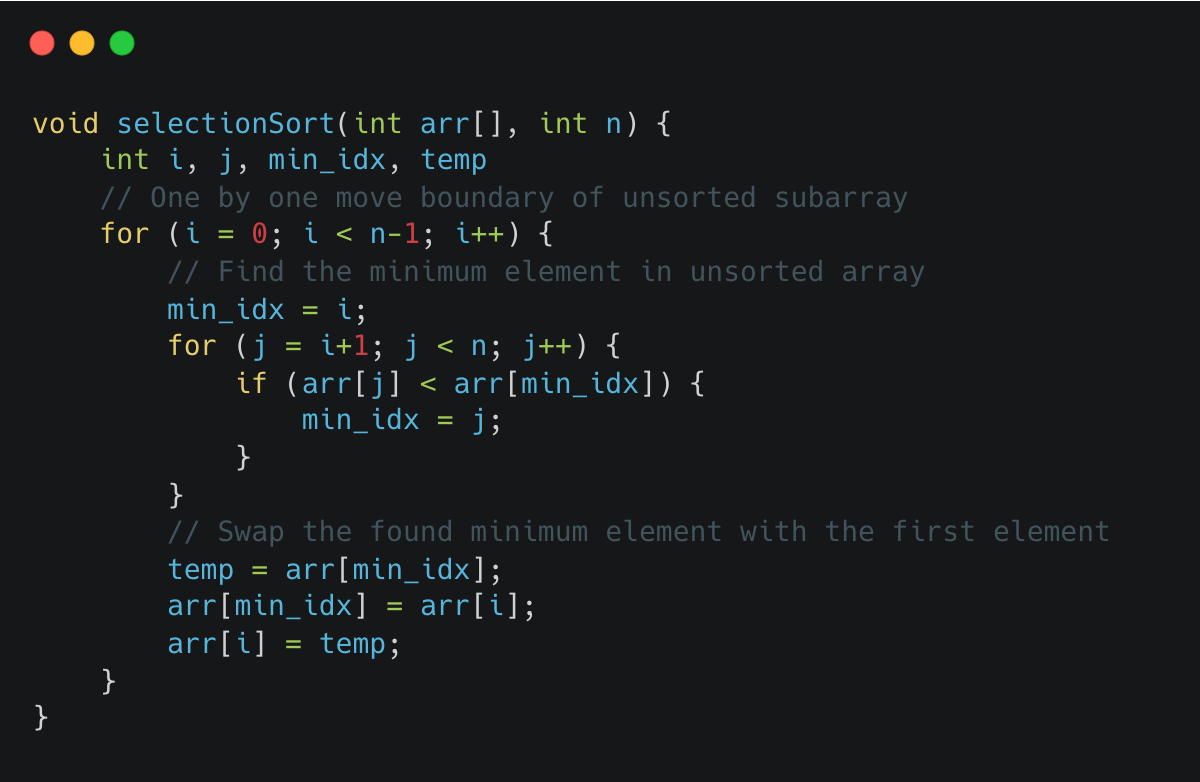 void selectionSort(int arr[], int n) {
    int i, j, min_idx, temp
    // One by one move boundary of unsorted subarray
    for (i = 0; i < n-1; i++) {
        // Find the minimum element in unsorted array
        min_idx = i;
        for (j = i+1; j < n; j++) {
            if (arr[j] < arr[min_idx]) {
                min_idx = j;
            }
        }
        // Swap the found minimum element with the first element
        temp = arr[min_idx];
        arr[min_idx] = arr[i];
        arr[i] = temp;
    }
}